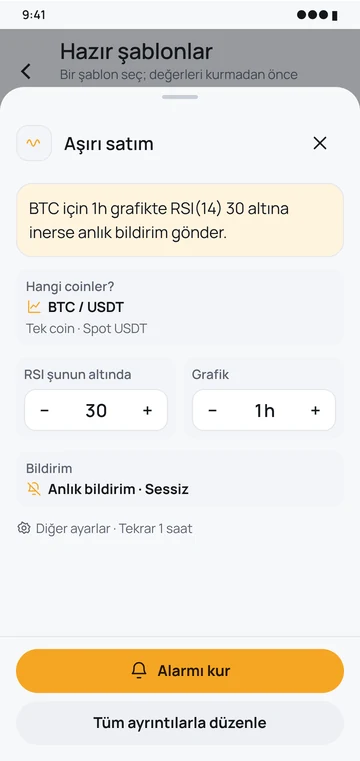 9:41
Hazır şablonlar
Bir şablon seç; değerleri kurmadan önce
Aşırı satım
BTC için 1h grafikte RSI(14) 30 altına
inerse anlık bildirim gönder.
Hangi coinler?
BTC / USDT
Tek coin · Spot USDT
RSI şunun altında
Grafik
− 30 +
− 1h +
Bildirim
Anlık bildirim · Sessiz
Diğer ayarlar · Tekrar 1 saat
Alarmı kur
Tüm ayrıntılarla düzenle